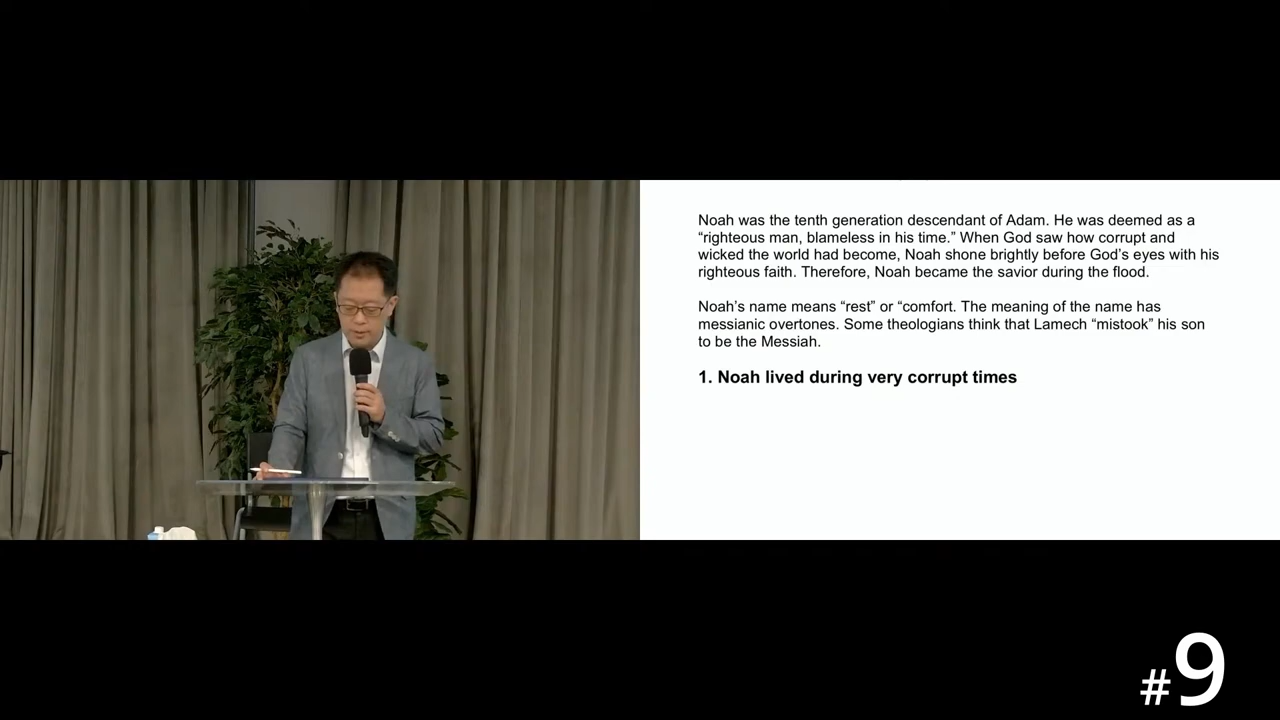 Noah was the tenth generation descendant of Adam. He was deemed as a
“righteous man, blameless in his time.” When God saw how corrupt and
wicked the world had become, Noah shone brightly before God’s eyes with his
righteous faith. Therefore, Noah became the savior during the flood.
Noah’s name means “rest” or “comfort. The meaning of the name has
messianic overtones. Some theologians think that Lamech “mistook” his son
to be the Messiah.
1. Noah lived during very corrupt times
#9